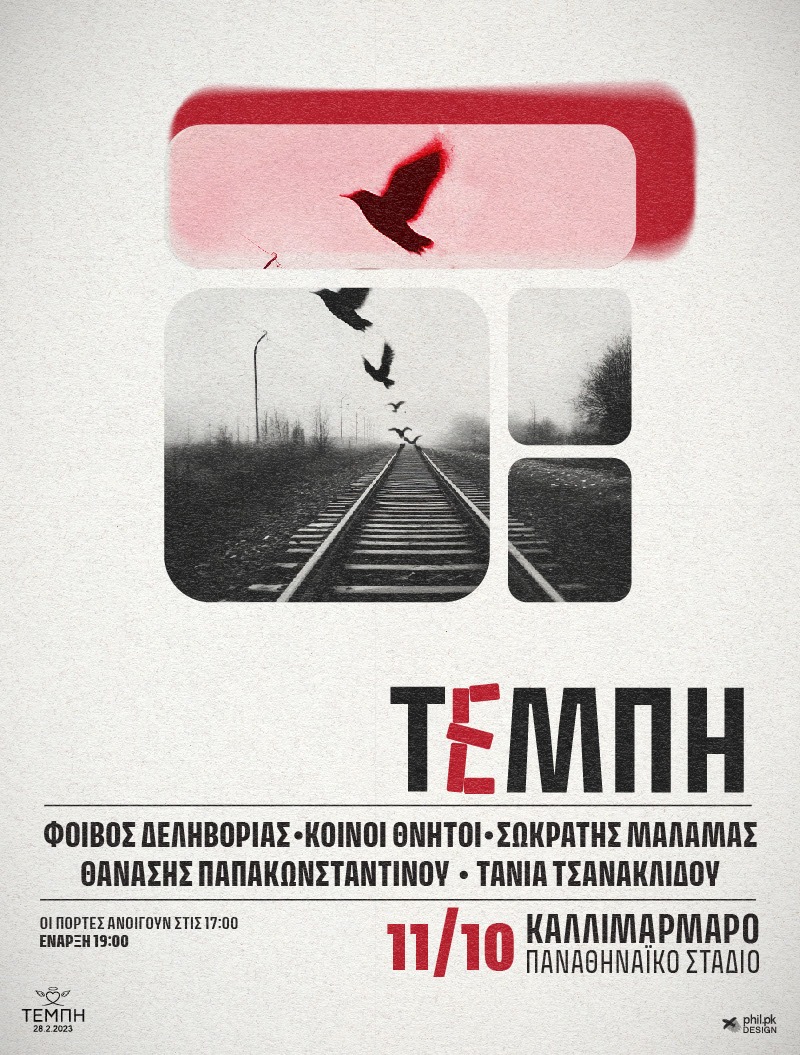 ΤΕΜΠΗ
ΦΟΙΒΟΣ ΔΕΛΗΒΟΡΙΑΣ • ΚΟΙΝΟΙ ΘΝΗΤΟΙ • ΣΩΚΡΑΤΗΣ ΜΑΛΑΜΑΣ
ΘΑΝΑΣΗΣ ΠΑΠΑΚΩΝΣΤΑΝΤΙΝΟΥ • ΤΑΝΙΑ ΤΣΑΝΑΚΛΙΔΟΥ
ΟΙ ΠΟΡΤΕΣ ΑΝΟΙΓΟΥΝ ΣΤΙΣ 17:00
ΕΝΑΡΞΗ 19:00
11/10
ΚΑΛΛΙΜΑΡΜΑΡΟ
ΠΑΝΑΘΗΝΑΪΚΟ ΣΤΑΔΙΟ
ΤΕΜΠΗ
28.2.2023
phil.pk
DESIGN